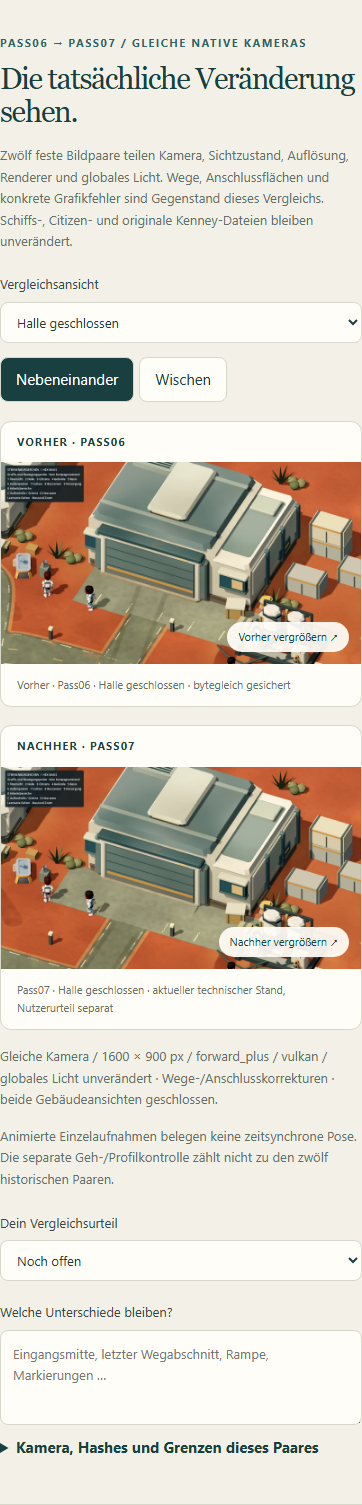 PASS06 → PASS07 / GLEICHE NATIVE KAMERAS
Die tatsächliche Veränderung
sehen.
Zwölf feste Bildpaare teilen Kamera, Sichtzustand, Auflösung,
Renderer und globales Licht. Wege, Anschlussflächen und
konkrete Grafikfehler sind Gegenstand dieses Vergleichs.
Schiffs-, Citizen- und originale Kenney-Dateien bleiben
unverändert.
Vergleichsansicht
Halle geschlossen
Nebeneinander
Wischen
VORHER · PASS06
Vorher vergrößern ↗
Vorher · Pass06 · Halle geschlossen · bytegleich gesichert
NACHHER · PASS07
Nachher vergrößern ↗
Pass07 · Halle geschlossen · aktueller technischer Stand,
Nutzerurteil separat
Gleiche Kamera / 1600 × 900 px / forward_plus / vulkan /
globales Licht unverändert · Wege-/Anschlusskorrekturen ·
beide Gebäudeansichten geschlossen.
Animierte Einzelaufnahmen belegen keine zeitsynchrone Pose.
Die separate Geh-/Profilkontrolle zählt nicht zu den zwölf
historischen Paaren.
Dein Vergleichsurteil
Noch offen
Welche Unterschiede bleiben?
Eingangsmitte, letzter Wegabschnitt, Rampe,
Markierungen ...
Kamera, Hashes und Grenzen dieses Paares